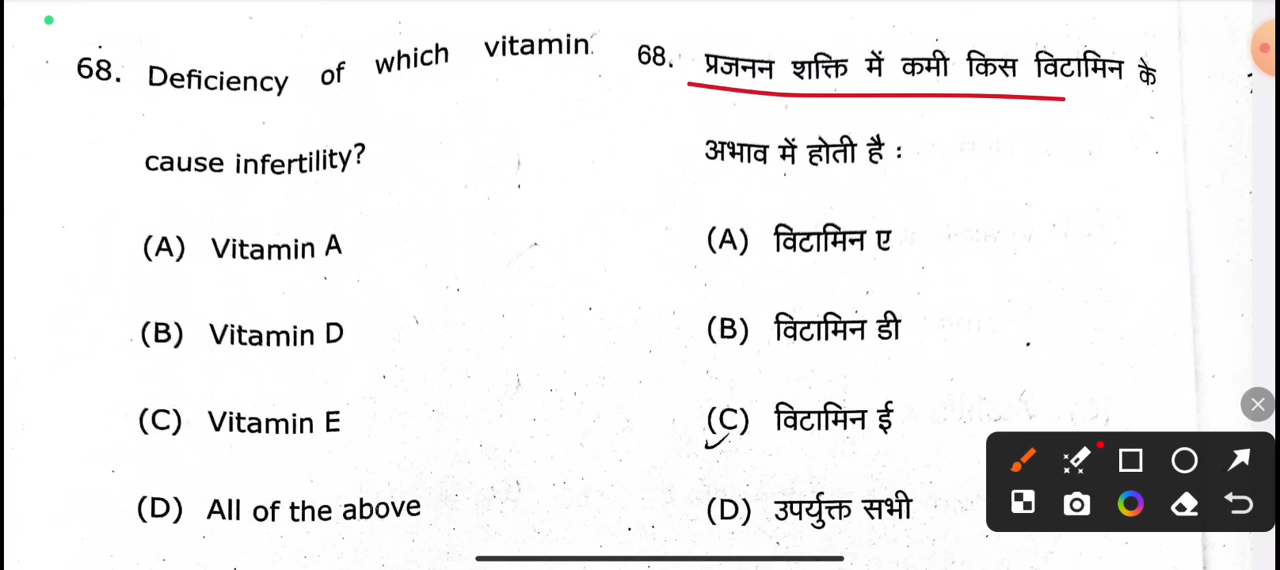 68. Deficiency of which vitamin
cause infertility?
(A) Vitamin A
(B) Vitamin D
(C) Vitamin E
(D) All of the above
68. प्रजनन शक्ति में कमी किस विटामिन के
अभाव में होती है :
(A) विटामिन ए
(B) विटामिन डी
(C) विटामिन ई
(D) उपर्युक्त सभी